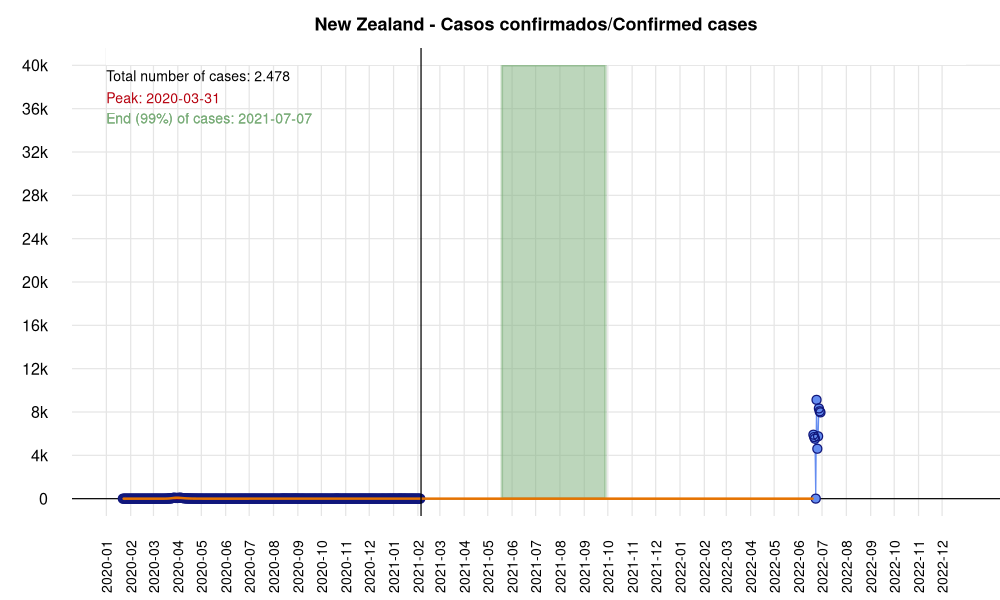 New Zealand - Casos confirmados/Confirmed cases
Total number of cases: 2.478
Peak: 2020-03-31
End (99%) of cases: 2021-07-07
40k
36k
32k
28k
24k
20k
16k
12k
8k
4k
0
2020-01
2020-02
2020-03
2020-04
2020-05
2020-06
2020-07
2020-08
2020-09
2020-10
2020-11
2020-12
2021-01
2021-02
2021-03
2021-04
2021-05
2021-06
2021-07
2021-08
2021-09
2021-10
2021-11
2021-12
2022-01
2022-02
2022-03
2022-04
2022-05
2022-06
2022-07
2022-08
2022-09
2022-10
2022-11
2022-12